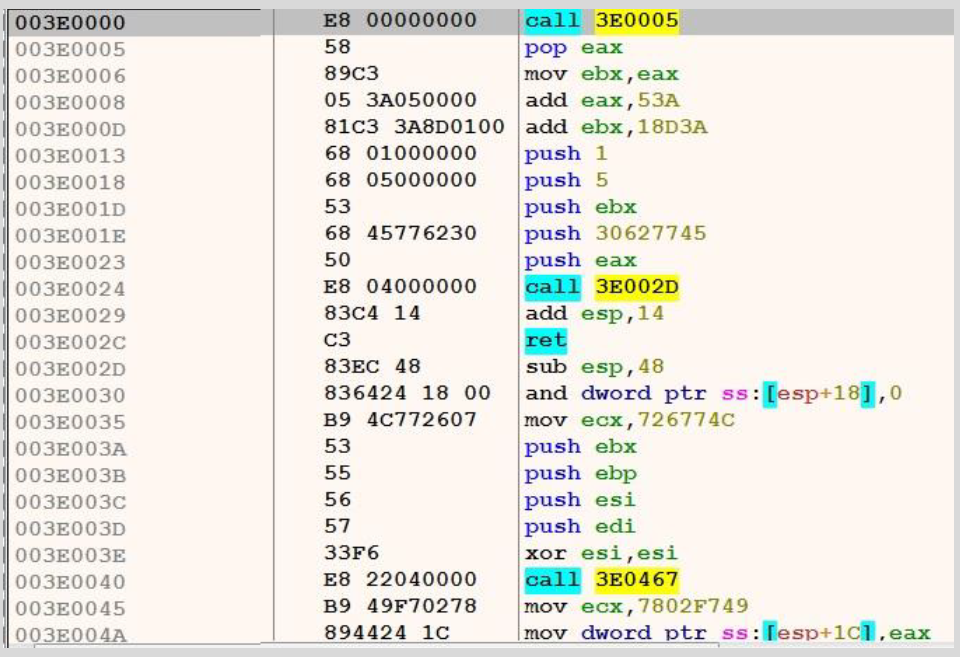 003E0000 E8 00000000 call 3E0005
003E0005 58 pop eax
003E0006 89C3 mov ebx,eax
003E0008 05 3A050000 add eax,53A
003E000D 81C3 3A8D0100 add ebx,18D3A
003E0013 68 01000000 push 1
003E0018 68 05000000 push 5
003E001D 53 push ebx
003E001E 68 45776230 push 30627745
003E0023 50 push eax
003E0024 E8 04000000 call 3E002D
003E0029 83C4 14 add esp,14
003E002C C3 ret
003E002D 83EC 48 sub esp,48
003E0030 836424 18 00 and dword ptr ss:[esp+18],0
003E0035 B9 4C772607 mov ecx,726774C
003E003A 53 push ebx
003E003B 55 push ebp
003E003C 56 push esi
003E003D 57 push edi
003E003E 33F6 xor esi,esi
003E0040 E8 22040000 call 3E0467
003E0045 B9 49F70278 mov ecx,7802F749
003E004A 894424 1C mov dword ptr ss:[esp+1C],eax